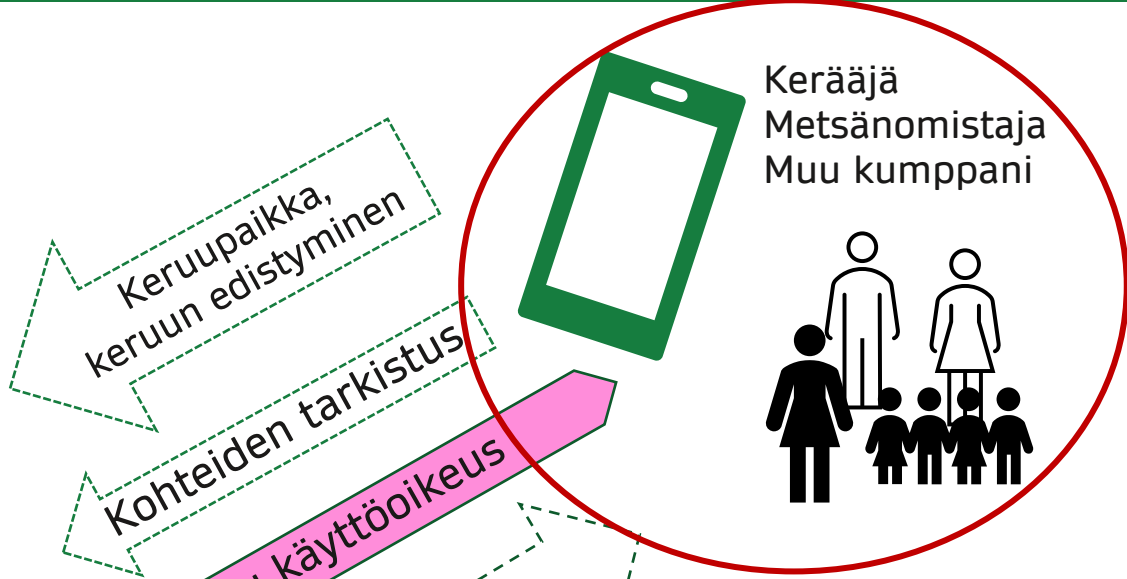 Kerääjä
Metsänomistaja
Muu kumppani
Keruupaikka,
keruun edistyminen
Kohteiden tarkistus
käyttöoikeus